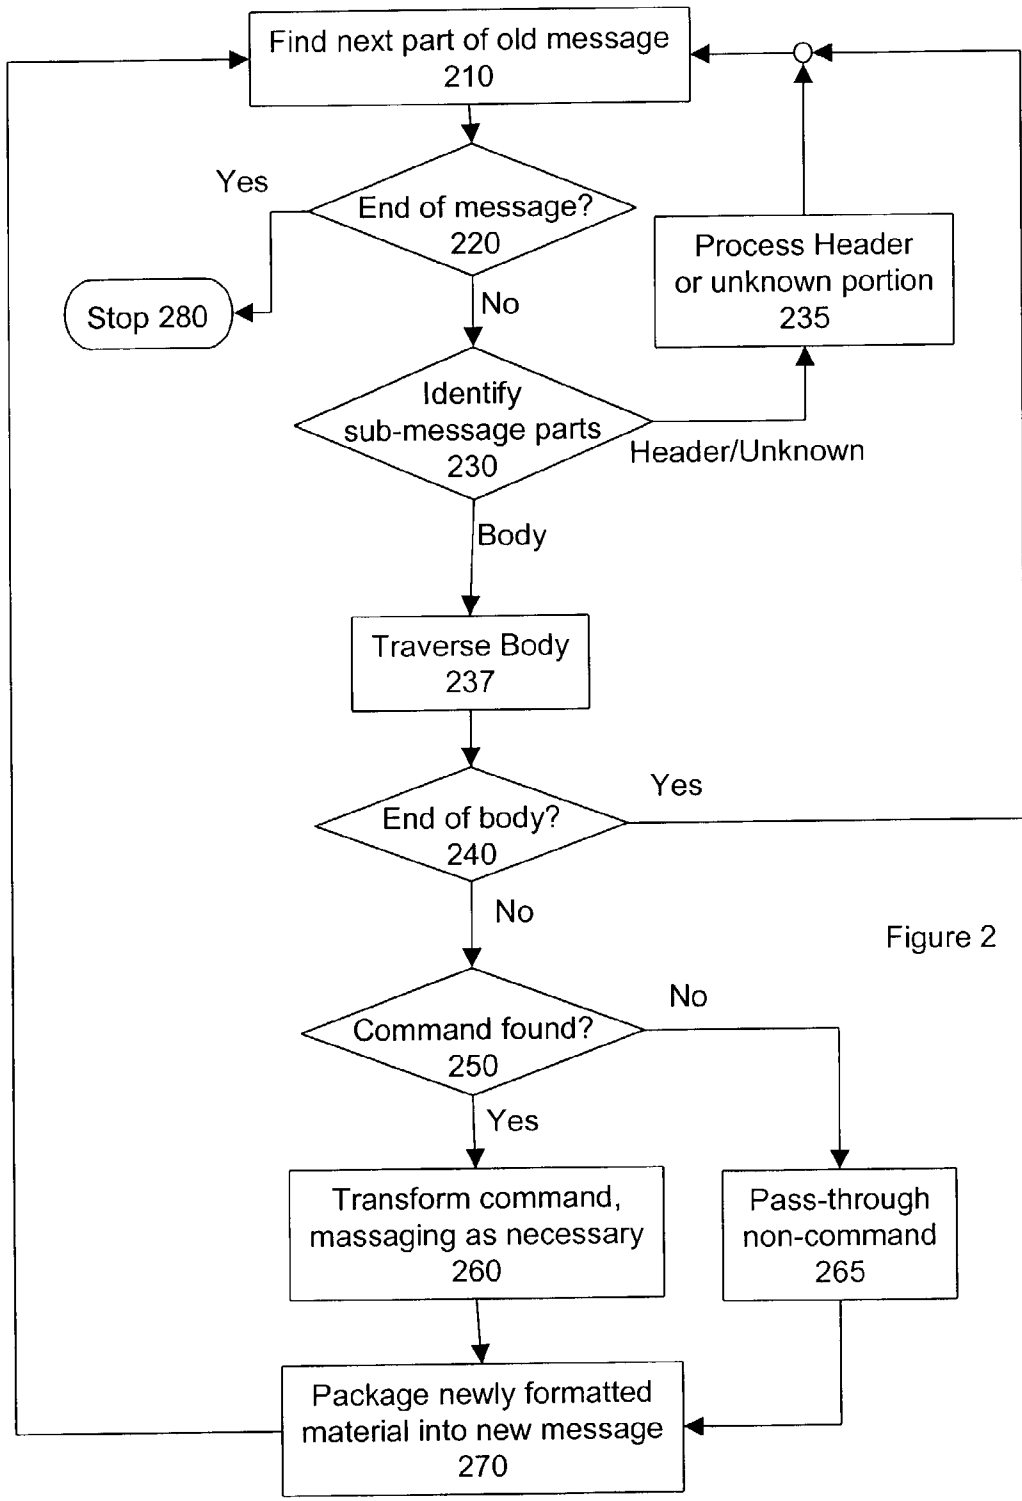 Find next part of old message
210
Yes
End of message?
220
Process Header
or unknown portion
235
Stop 280
No
Identify
sub-message parts
230
Header/Unknown
Body
Traverse Body
237
Yes
End of body?
240
No
Figure 2
No
Command found?
250
Yes
Transform command,
massaging as necessary
260
Pass-through
non-command
265
Package newly formatted
material into new message
270